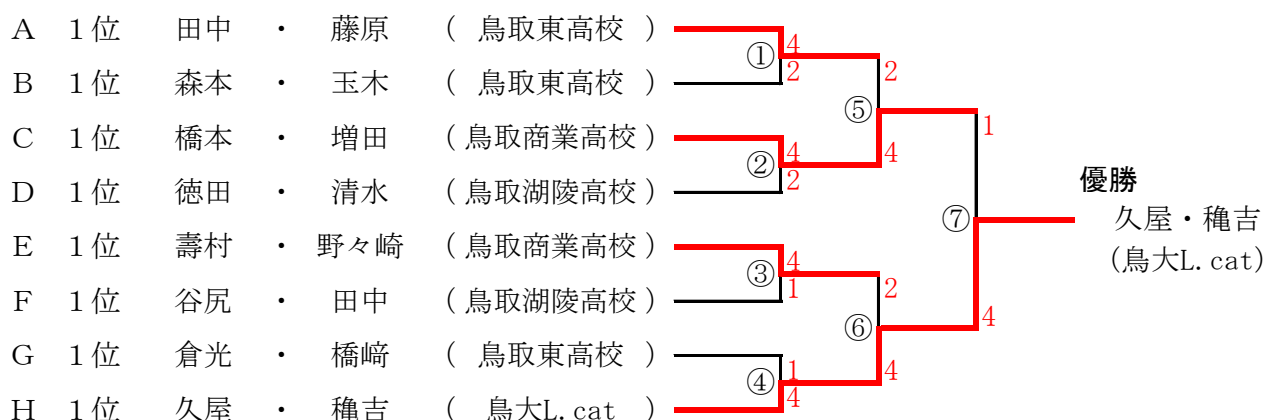 A 1位 田中 ・ 藤原 ( 鳥取東高校 )
4
①
2
2
B 1位 森本 ・ 玉木 ( 鳥取東高校 )
⑤
1
C 1位 橋本 ・ 増田 ( 鳥取商業高校 )
4
4
②
2
D 1位 徳田 ・ 清水 ( 鳥取湖陵高校 )
優勝
⑦
久屋・穐吉
(鳥大L.cat)
E 1位 壽村 ・ 野々崎 ( 鳥取商業高校 )
4
③
1
2
F 1位 谷尻 ・ 田中 ( 鳥取湖陵高校 )
⑥
4
G 1位 倉光 ・ 橋﨑 ( 鳥取東高校 )
1
4
④
4
H 1位 久屋 ・ 穐吉 ( 鳥大L.cat )